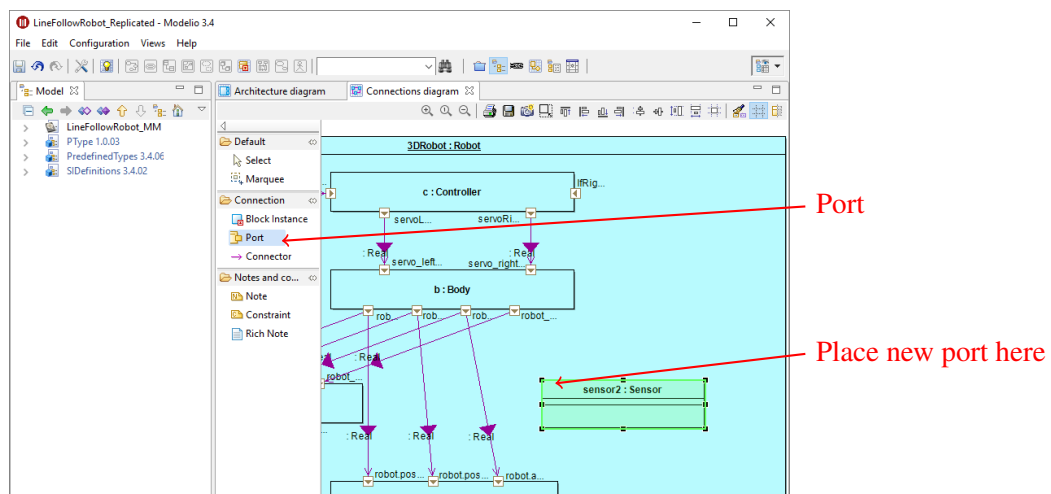 LineFollowRobot_Replicated - Modelio 3.4
File Edit Configuration Views Help
Model
Architecture diagram
Connections diagram
LineFollowRobot_MM
PType 1.0.03
PredefinedTypes 3.4.06
SIDefinitions 3.4.02
Default
Select
Marquee
Connection
Block Instance
Port
Connector
Notes and co...
Note
Constraint
Rich Note
3DRobot : Robot
lfRig...
c : Controller
servoL...
servoRi...
: Real
: Real
servo_left...
servo_right...
b : Body
rob...
rob...
rob...
robot_...
: Real
robot_...
sensor2 : Sensor
: Real
: Real
: Real
robot.pos...
robot.pos...
robot.a...
Port
Place new port here